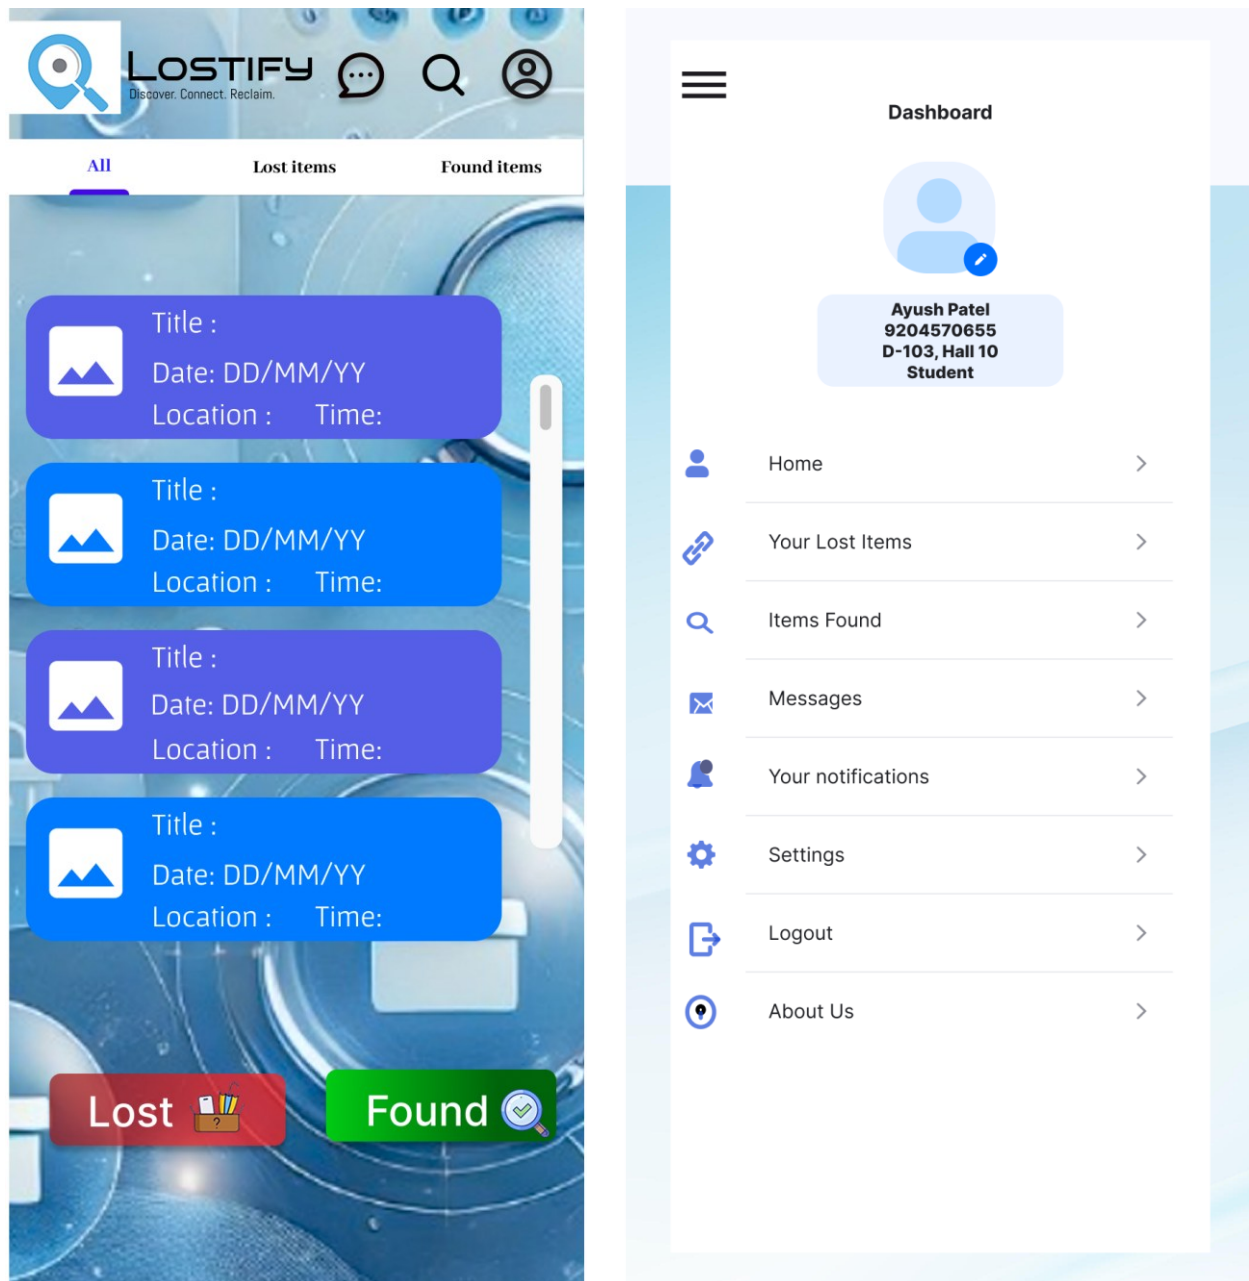 LOSTIFY
Discover. Connect. Reclaim.
All Lost items Found items
Title :
Date: DD/MM/YY
Location : Time:
Title :
Date: DD/MM/YY
Location : Time:
Title :
Date: DD/MM/YY
Location : Time:
Title :
Date: DD/MM/YY
Location : Time:
Lost ? Found
Dashboard
Ayush Patel
9204570655
D-103, Hall 10
Student
Home
Your Lost Items
Items Found
Messages
Your notifications
Settings
Logout
About Us